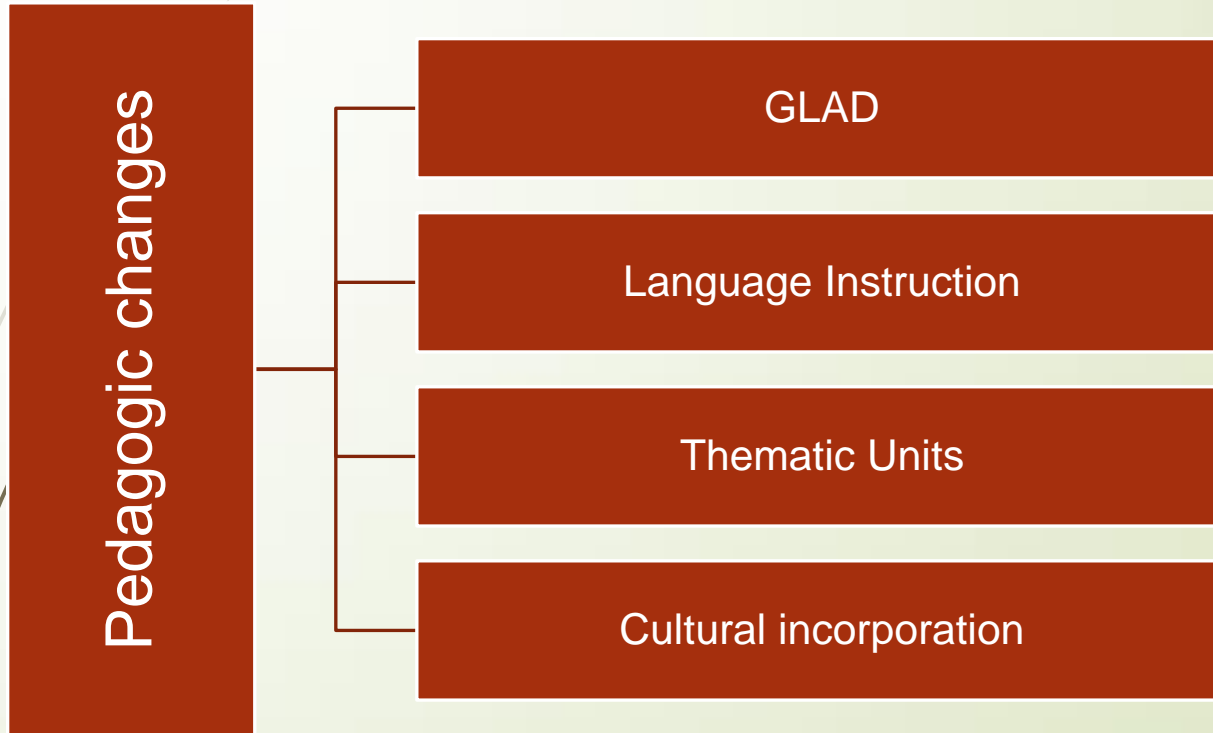 Pedagogic changes
GLAD
Language Instruction
Thematic Units
Cultural incorporation